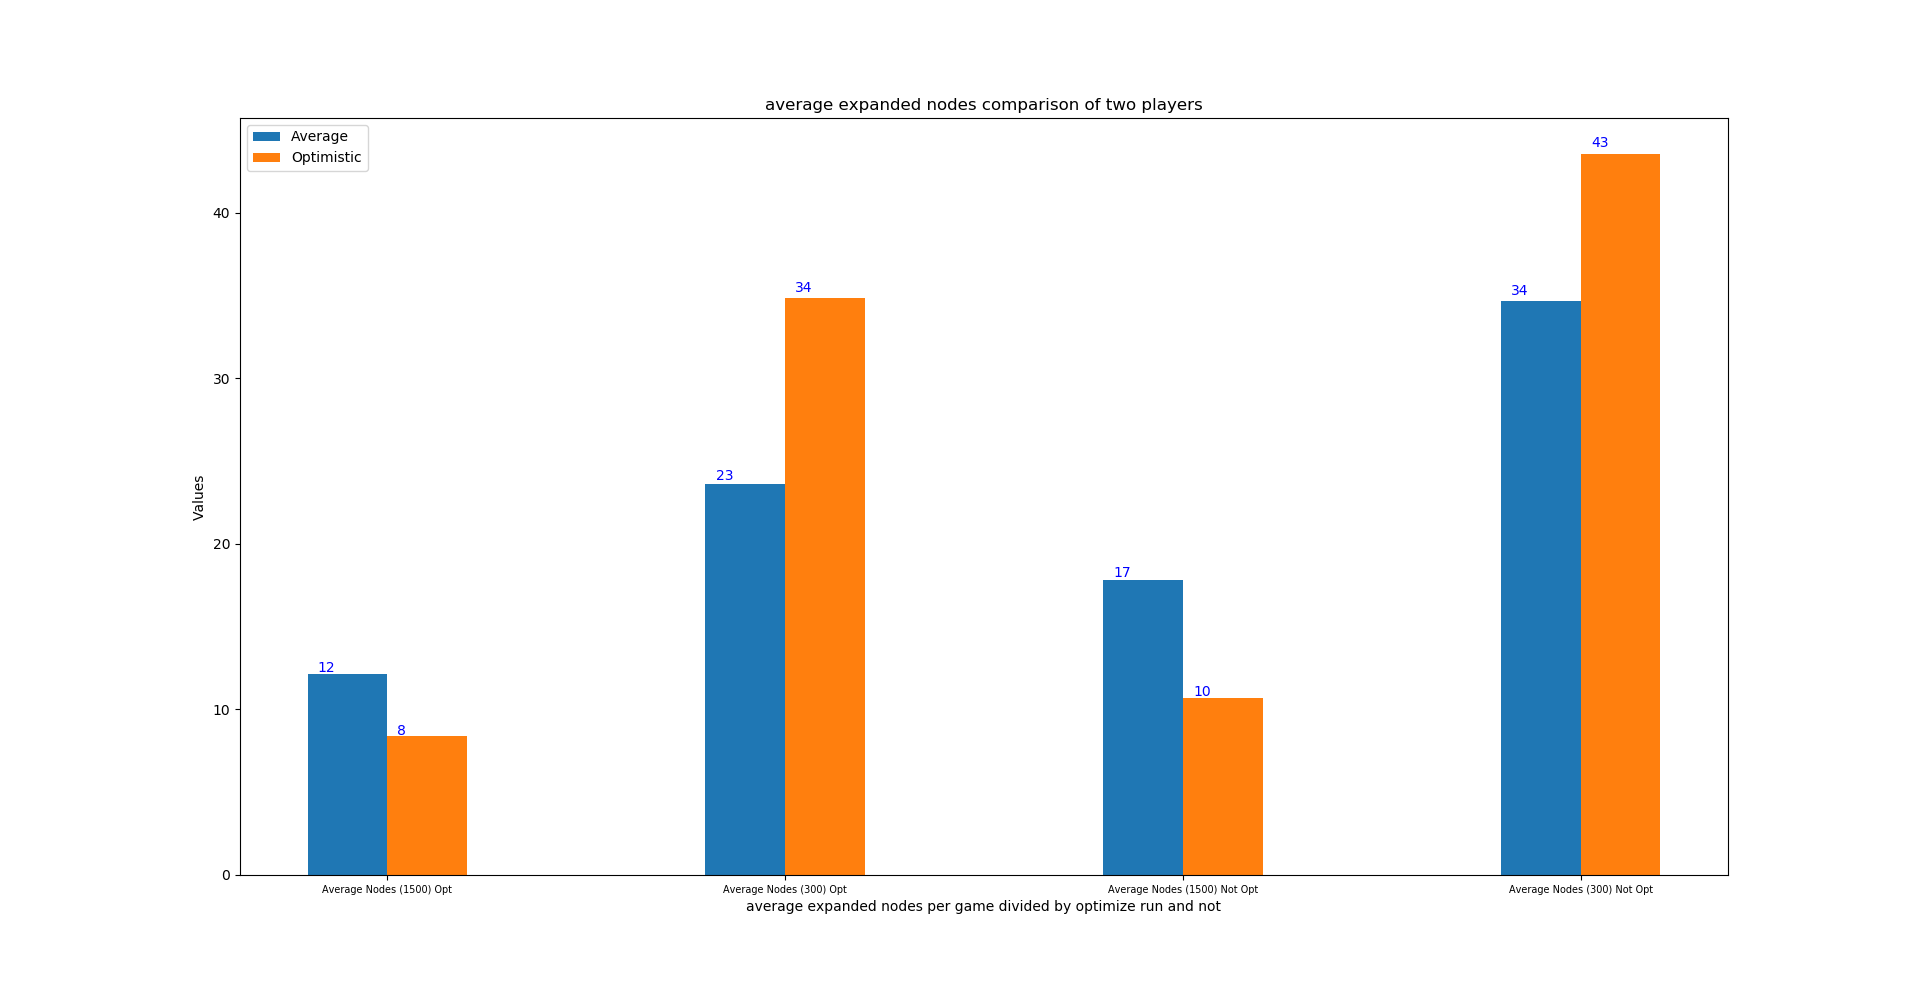 average expanded nodes comparison of two players
Average
Optimistic
43
40
34
34
30
23
Values
20
17
12
10
10
8
0
Average Nodes (1500) Opt
Average Nodes (300) Opt
Average Nodes (1500) Not Opt
Average Nodes (300) Not Opt
average expanded nodes per game divided by optimize run and not